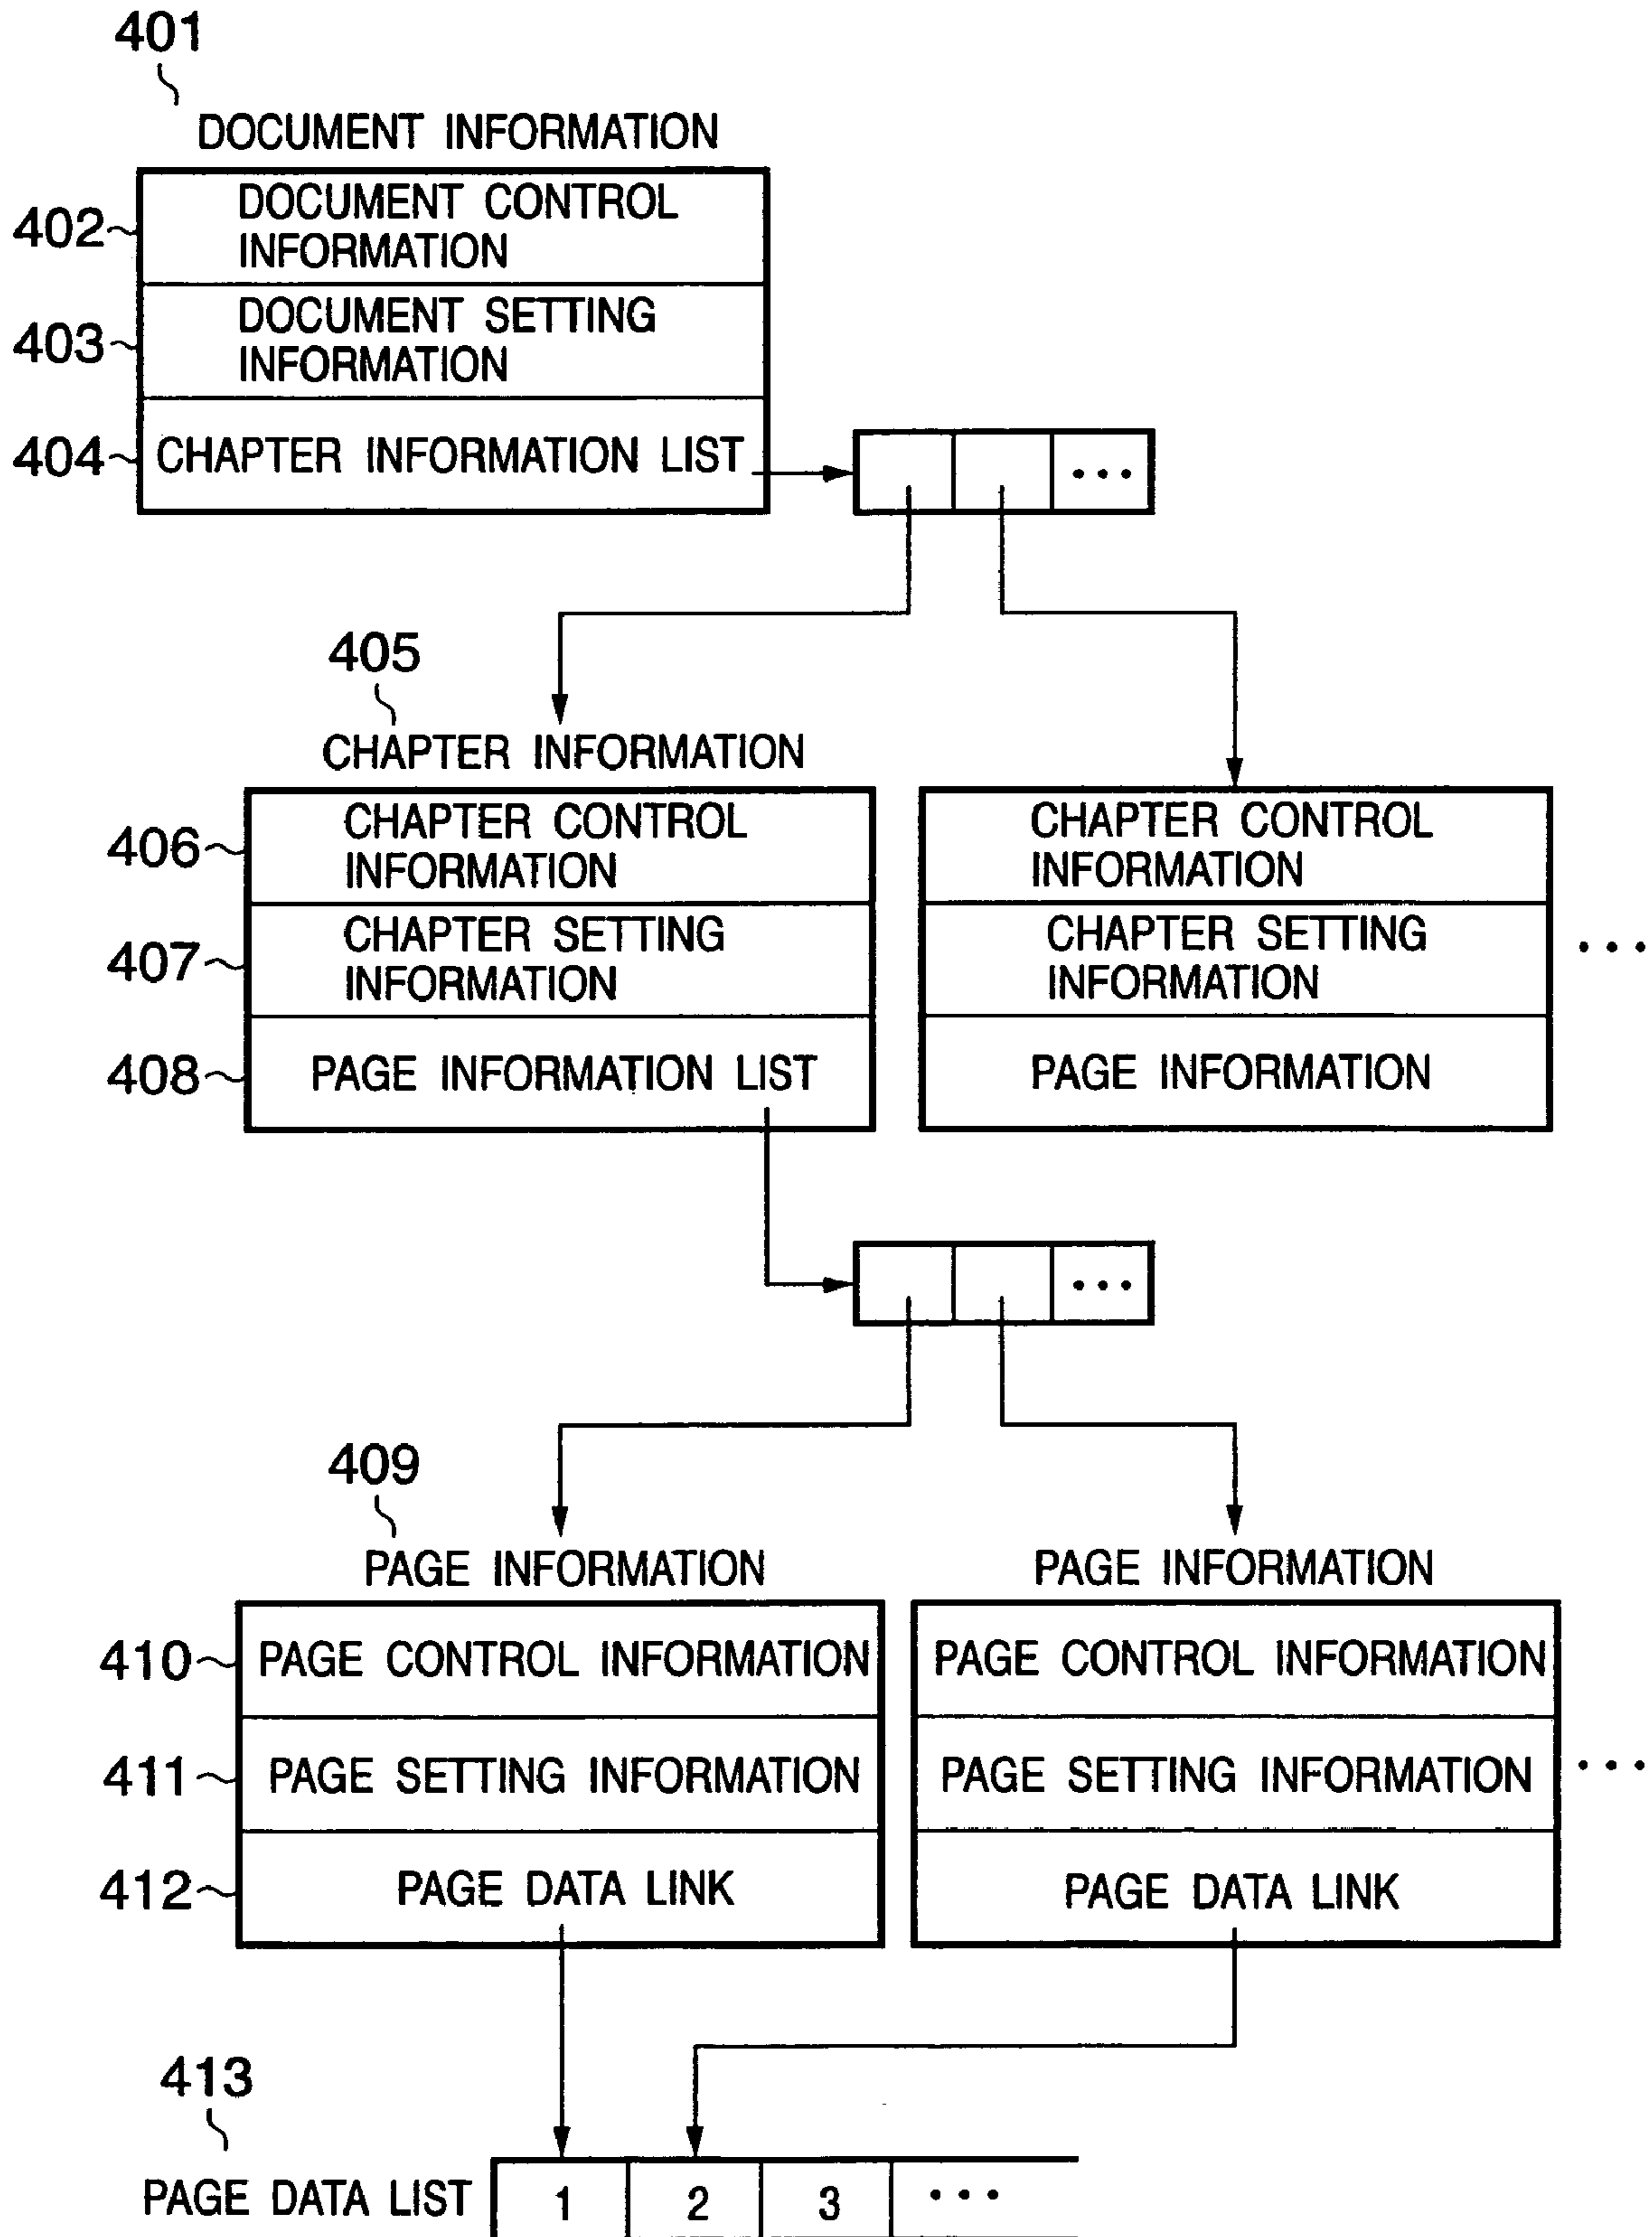 401
DOCUMENT INFORMATION
402
DOCUMENT CONTROL
INFORMATION
403
DOCUMENT SETTING
INFORMATION
404
CHAPTER INFORMATION LIST
...
405
CHAPTER INFORMATION
406
CHAPTER CONTROL
INFORMATION
CHAPTER CONTROL
INFORMATION
407
CHAPTER SETTING
INFORMATION
CHAPTER SETTING
INFORMATION
...
408
PAGE INFORMATION LIST
PAGE INFORMATION
...
409
PAGE INFORMATION
PAGE INFORMATION
410
PAGE CONTROL INFORMATION
PAGE CONTROL INFORMATION
411
PAGE SETTING INFORMATION
PAGE SETTING INFORMATION
...
412
PAGE DATA LINK
PAGE DATA LINK
413
PAGE DATA LIST
1
2
3
...